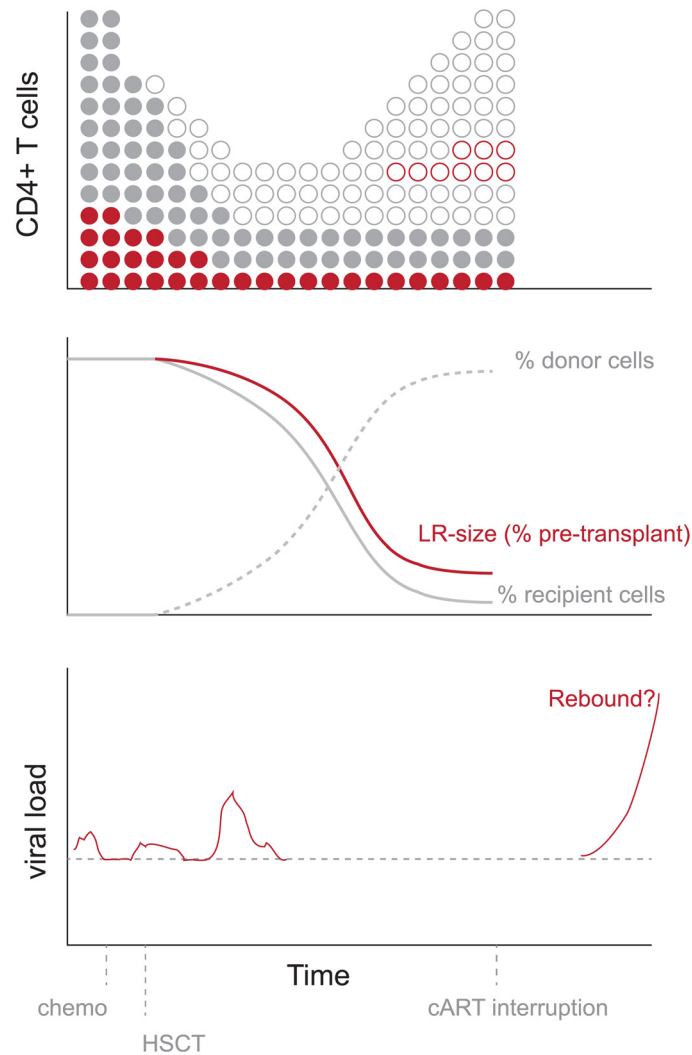 CD4+ T cells
% donor cells
LR-size (% pre-transplant)
% recipient cells
Rebound?
viral load
Time
chemo
cART interruption
HSCT